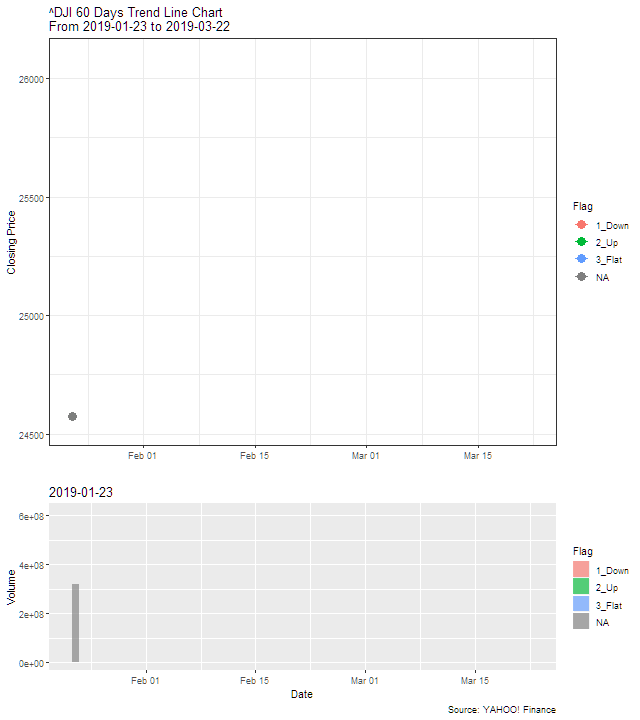 ^DJI 60 Days Trend Line Chart
From 2019-01-23 to 2019-03-22
Closing Price
26000
25500
25000
24500
Feb 01
Feb 15
Mar 01
Mar 15
Flag
1_Down
2_Up
3_Flat
NA
2019-01-23
Volume
6e+08
4e+08
2e+08
0e+00
Feb 01
Feb 15
Mar 01
Mar 15
Date
Flag
1_Down
2_Up
3_Flat
NA
Source: YAHOO! Finance